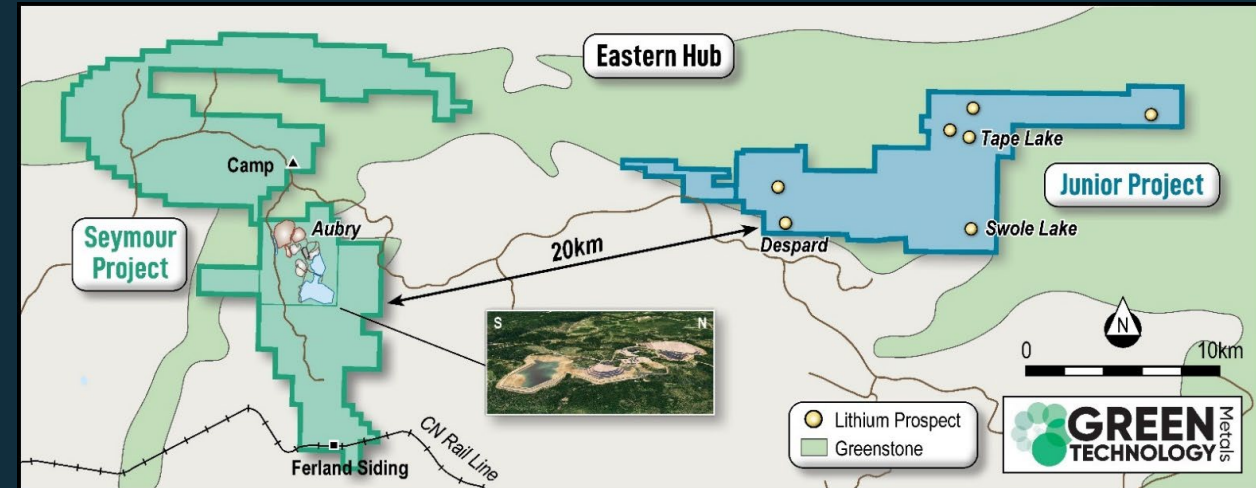 Eastern Hub
Tape Lake
Camp
Junior Project
Seymour
Project
Aubry
Swole Lake
Despard
20km
S
N
N
0
10km
Lithium Prospect
Greenstone
GREEN
TECHNOLOGY
Metals
CN Rail Line
Ferland Siding